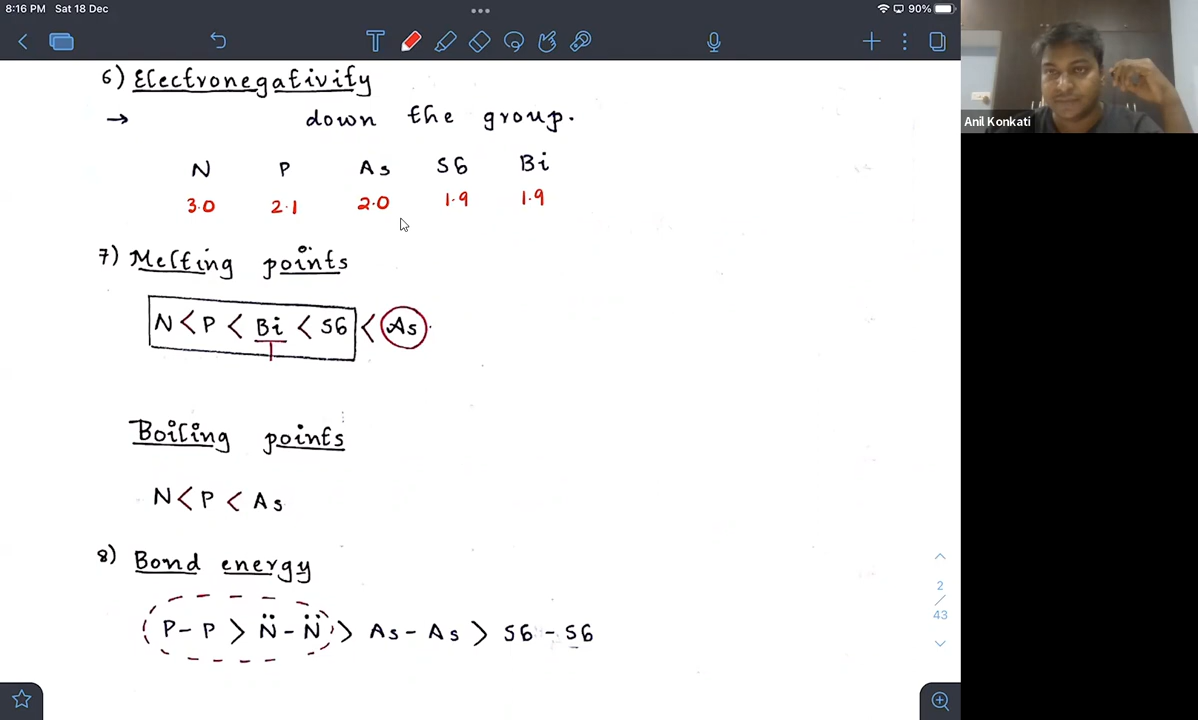 8:16 PM Sat 18 Dec
90%
T
Anil Konkati
6) Electronegativity
→ down the group.
N P As Sb Bi
3.0 2.1 2.0 1.9 1.9
7) Melting points
N < P < Bi < Sb < As
Boiling points
N < P < As
8) Bond energy
P - P > N̈ - N̈ > As - As > Sb - Sb
2
/
43